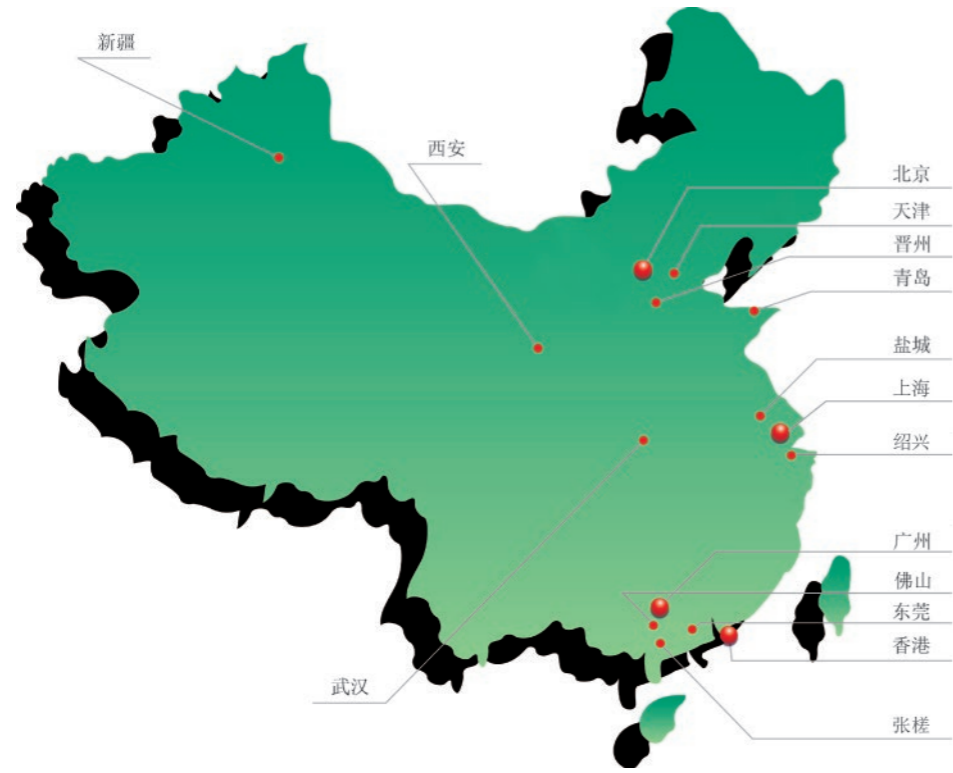 新疆
西安
北京
天津
晋州
青岛
盐城
上海
绍兴
广州
佛山
东莞
香港
武汉
张槎